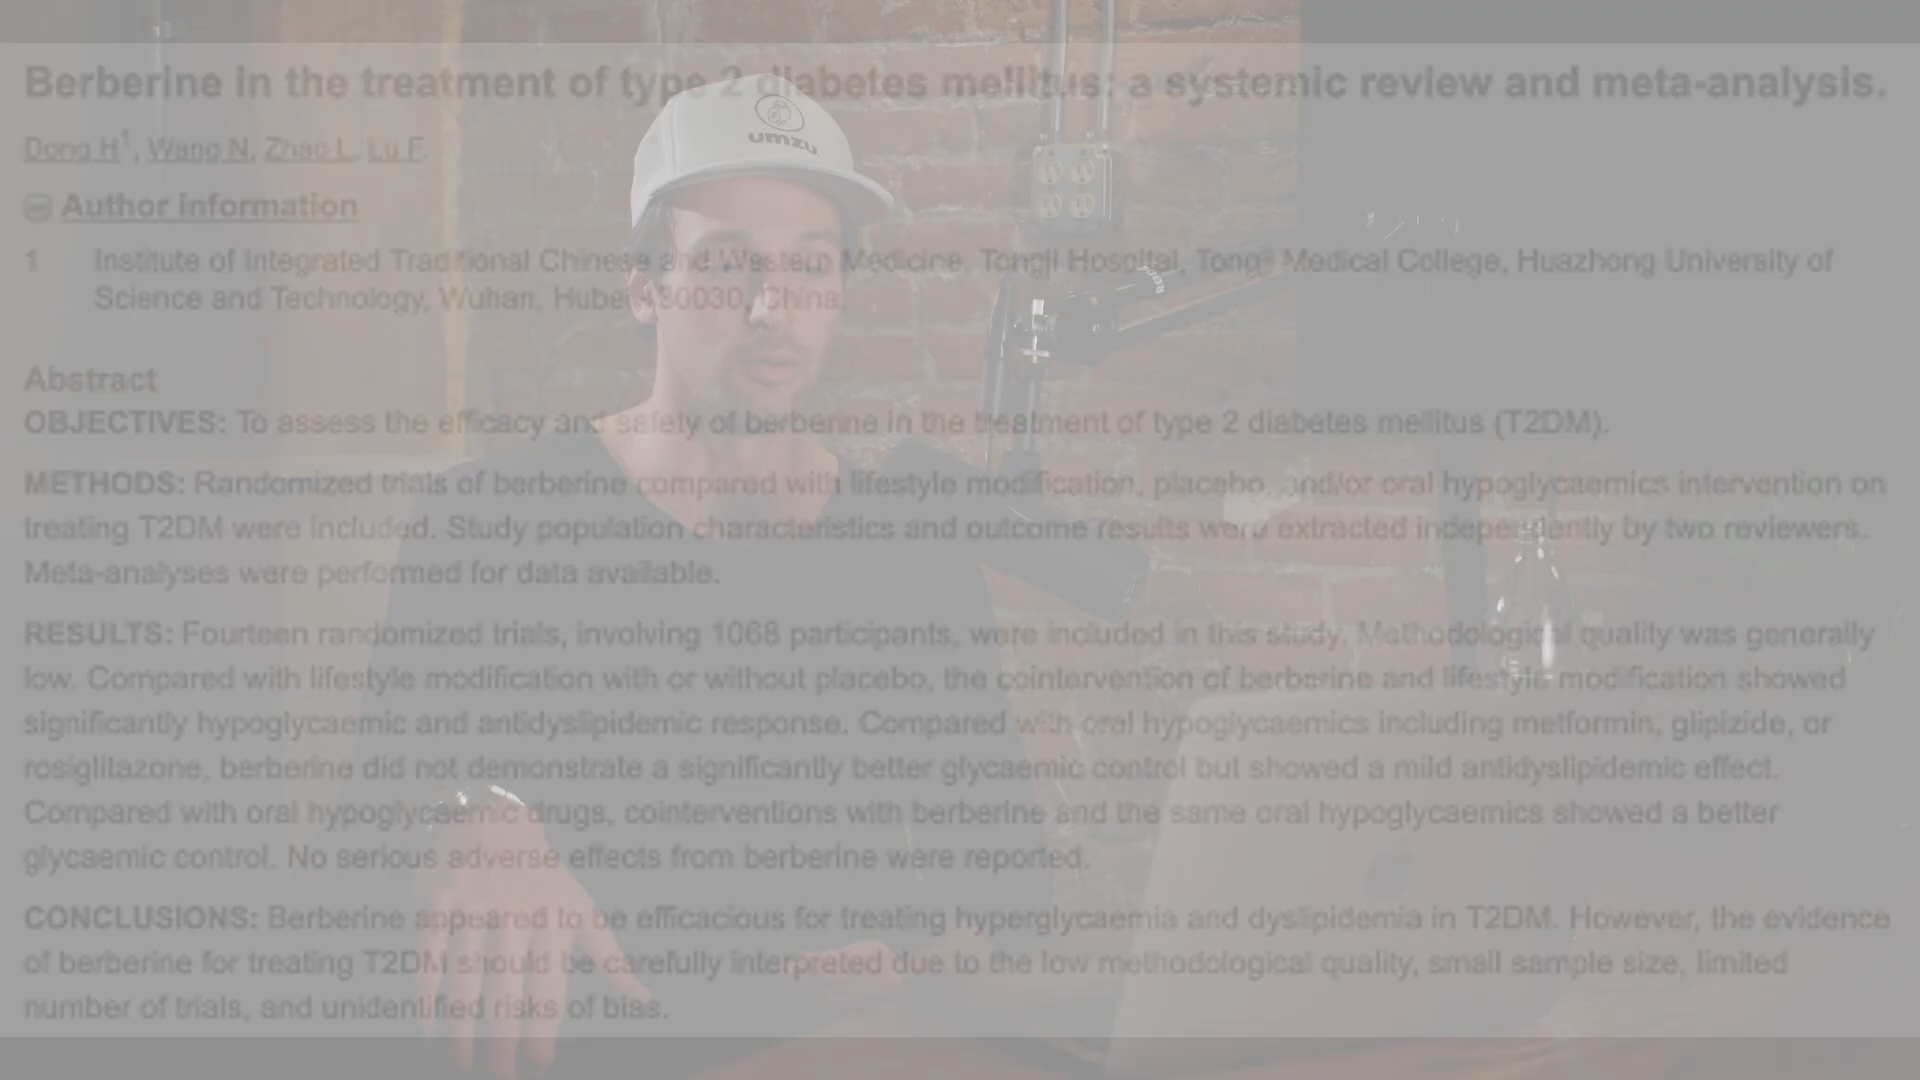 Berberine in the treatment of type 2 diabetes mellitus: a systemic review and meta-analysis.
Dong H1, Wang N, Zhao L, Lu F.
Author information
1 Institute of Integrated Traditional Chinese and Western Medicine, Tongji Hospital, Tongji Medical College, Huazhong University of
Science and Technology, Wuhan, Hubei 430030, China.
umzu
Abstract
OBJECTIVES: To assess the efficacy and safety of berberine in the treatment of type 2 diabetes mellitus (T2DM).
METHODS: Randomized trials of berberine compared with lifestyle modification, placebo, and/or oral hypoglycaemics intervention on
treating T2DM were included. Study population characteristics and outcome results were extracted independently by two reviewers.
Meta-analyses were performed for data available.
RESULTS: Fourteen randomized trials, involving 1068 participants, were included in this study. Methodological quality was generally
low. Compared with lifestyle modification with or without placebo, the cointervention of berberine and lifestyle modification showed
significantly hypoglycaemic and antidyslipidemic response. Compared with oral hypoglycaemics including metformin, glipizide, or
rosiglitazone, berberine did not demonstrate a significantly better glycaemic control but showed a mild antidyslipidemic effect.
Compared with oral hypoglycaemic drugs, cointerventions with berberine and the same oral hypoglycaemics showed a better
glycaemic control. No serious adverse effects from berberine were reported.
CONCLUSIONS: Berberine appeared to be efficacious for treating hyperglycaemia and dyslipidemia in T2DM. However, the evidence
of berberine for treating T2DM should be carefully interpreted due to the low methodological quality, small sample size, limited
number of trials, and unidentified risks of bias.